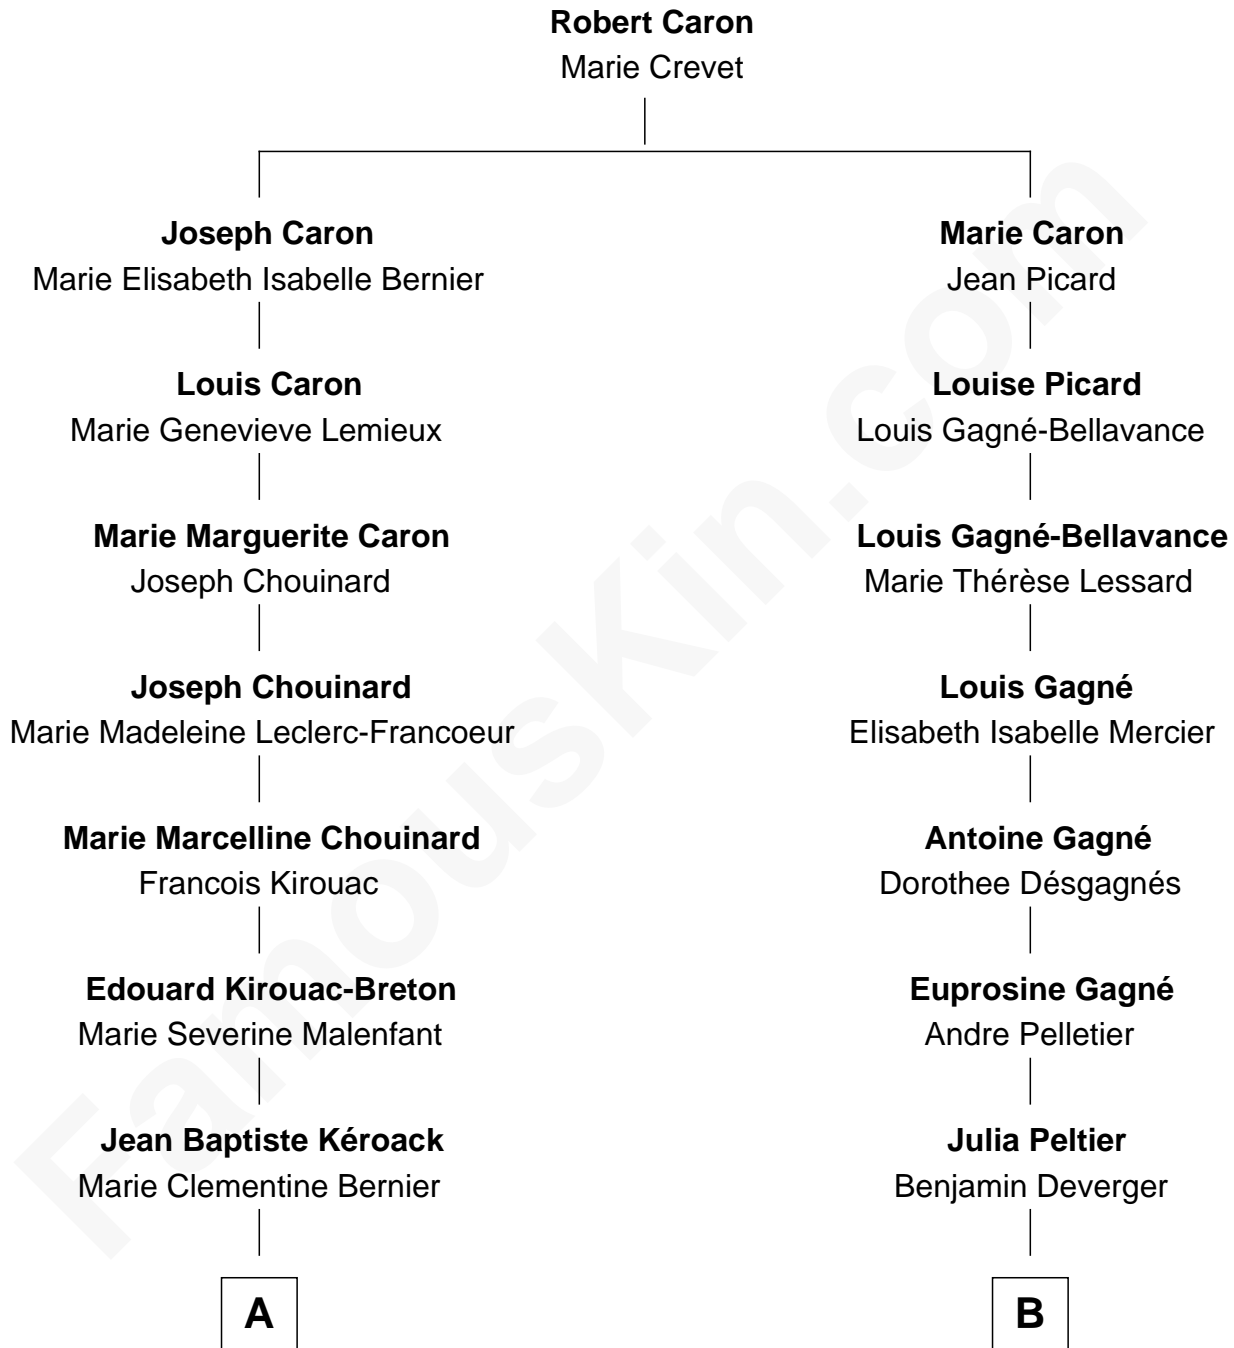 Robert Caron
Marie Crevet
Joseph Caron
Marie Elisabeth Isabelle Bernier
Louis Caron
Marie Genevieve Lemieux
Marie Marguerite Caron
Joseph Chouinard
Joseph Chouinard
Marie Madeleine Leclerc-Francoeur
Marie Marcelline Chouinard
Francois Kirouac
Edouard Kirouac-Breton
Marie Severine Malenfant
Jean Baptiste Kéroack
Marie Clementine Bernier
A
Marie Caron
Jean Picard
Louise Picard
Louis Gagné-Bellavance
Louis Gagné-Bellavance
Marie Thérèse Lessard
Louis Gagné
Elisabeth Isabelle Mercier
Antoine Gagné
Dorothee Désgagnés
Euprosine Gagné
Andre Pelletier
Julia Peltier
Benjamin Deverger
B
FamousKin.com